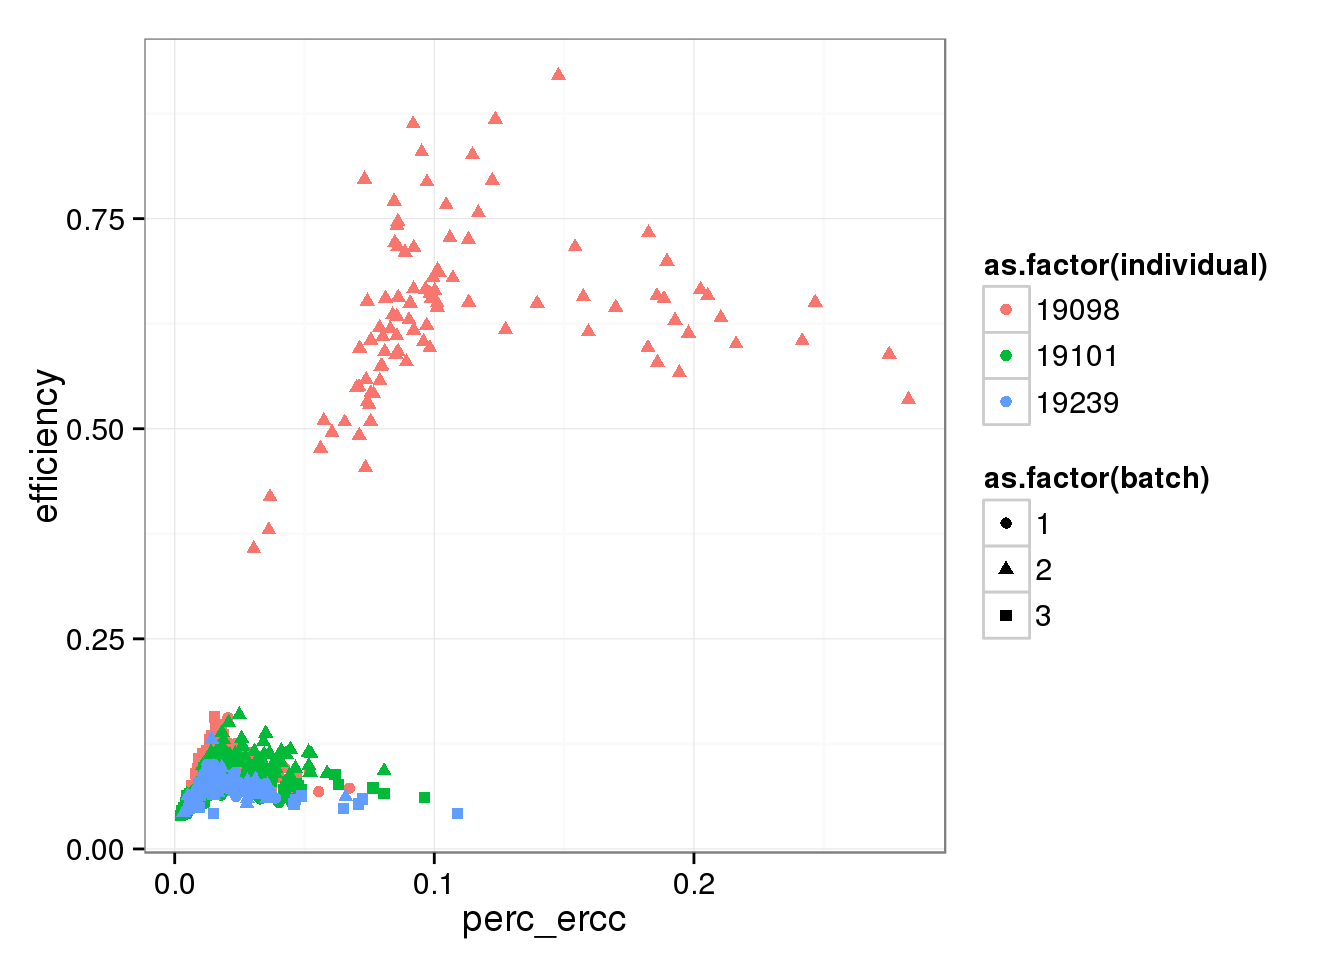 efficiency
0.75
0.50
0.25
0.00
0.0 0.1 0.2
perc_ercc
as.factor(individual)
19098
19101
19239
as.factor(batch)
1
2
3